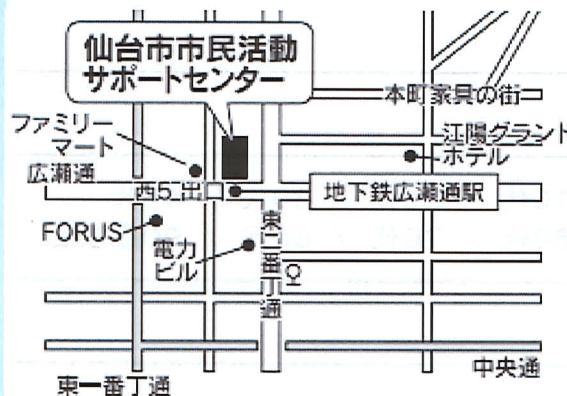 仙台市市民活動
サポートセンター
本町家具の街
ファミリー
マート
江陽グランド
ホテル
広瀬通
西5出口
地下鉄広瀬通駅
FORUS
電力
ビル
東二番丁通
中央通
東一番丁通